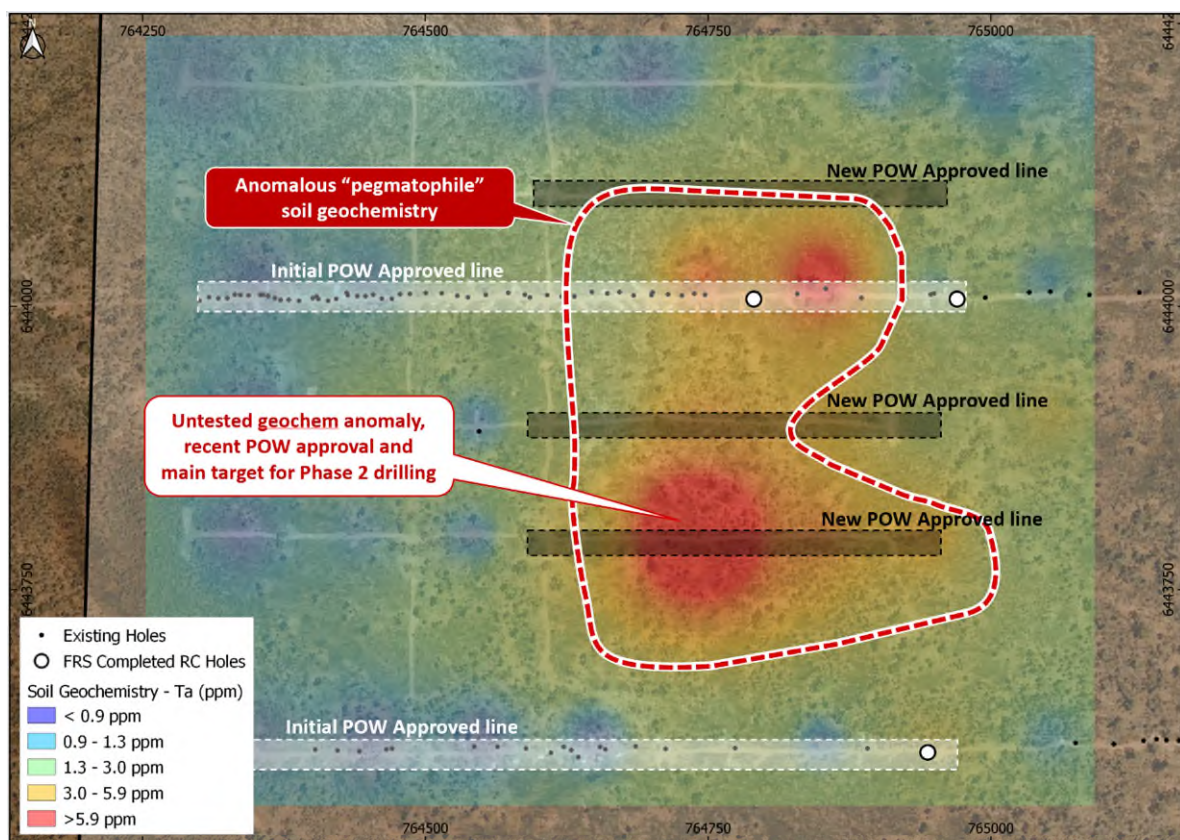 764250
764500
764750
765000
64442
64442
N
New POW Approved line
Anomalous “pegmatophile”
soil geochemistry
Initial POW Approved line
6444000
6444000
New POW Approved line
Untested geochem anomaly,
recent POW approval and
main target for Phase 2 drilling
New POW Approved line
6443750
6443750
Existing Holes
FRS Completed RC Holes
Soil Geochemistry - Ta (ppm)
< 0.9 ppm
0.9 - 1.3 ppm
1.3 - 3.0 ppm
3.0 - 5.9 ppm
>5.9 ppm
Initial POW Approved line
764500
764750
765000